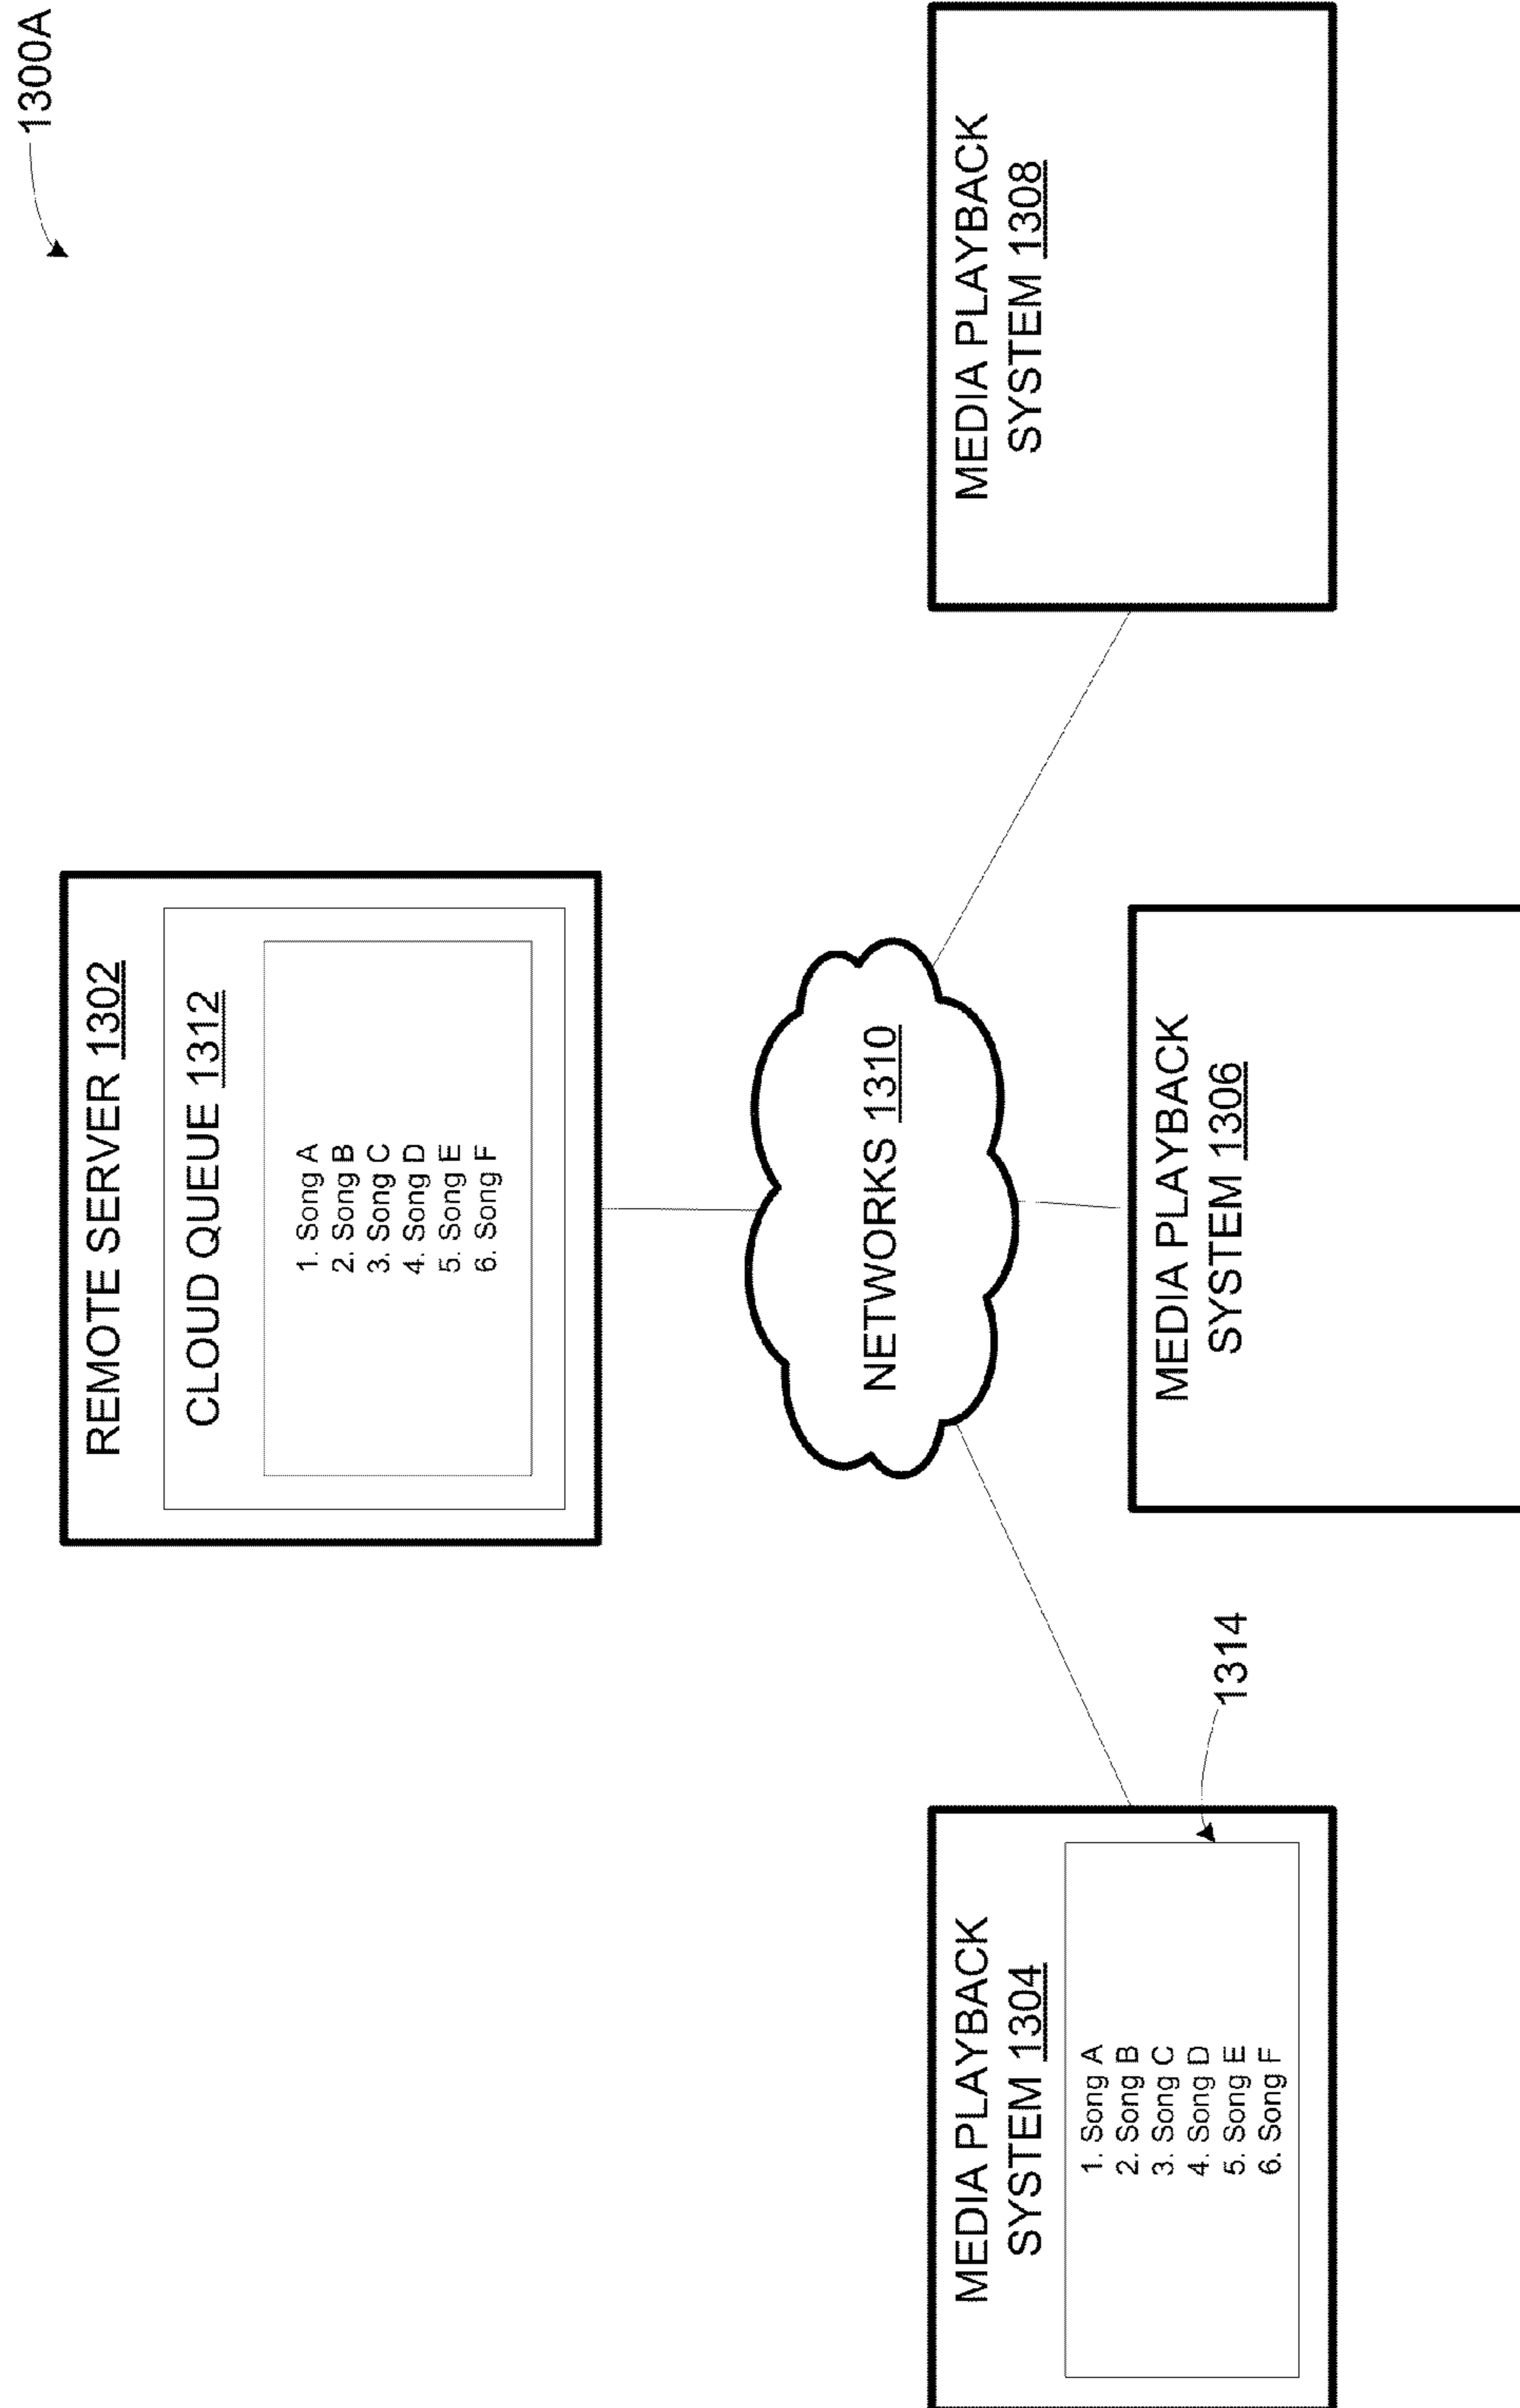 1300A
REMOTE SERVER 1302
CLOUD QUEUE 1312
1. Song A
2. Song B
3. Song C
4. Song D
5. Song E
6. Song F
NETWORKS 1310
MEDIA PLAYBACK
SYSTEM 1304
1. Song A
2. Song B
3. Song C
4. Song D
5. Song E
6. Song F
1314
MEDIA PLAYBACK
SYSTEM 1306
MEDIA PLAYBACK
SYSTEM 1308